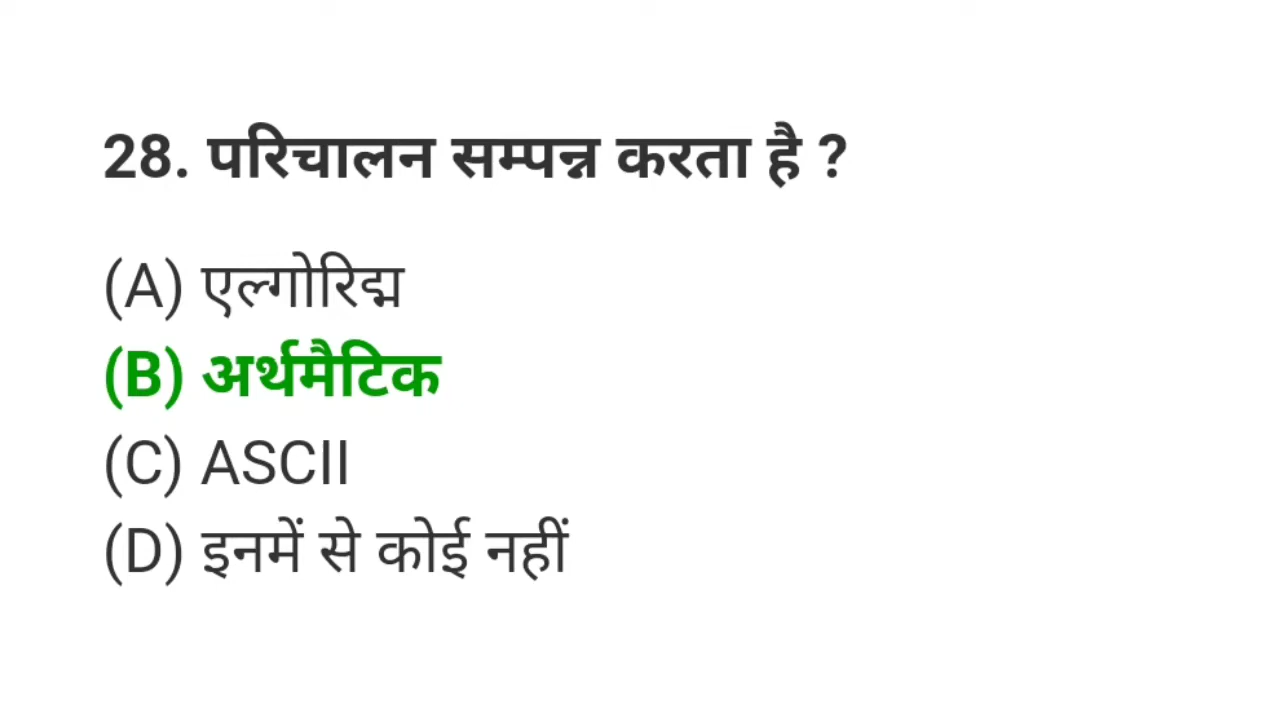 28. परिचालन सम्पन्न करता है ?
(A) एल्गोरिद्म
(B) अर्थमैटिक
(C) ASCII
(D) इनमें से कोई नहीं